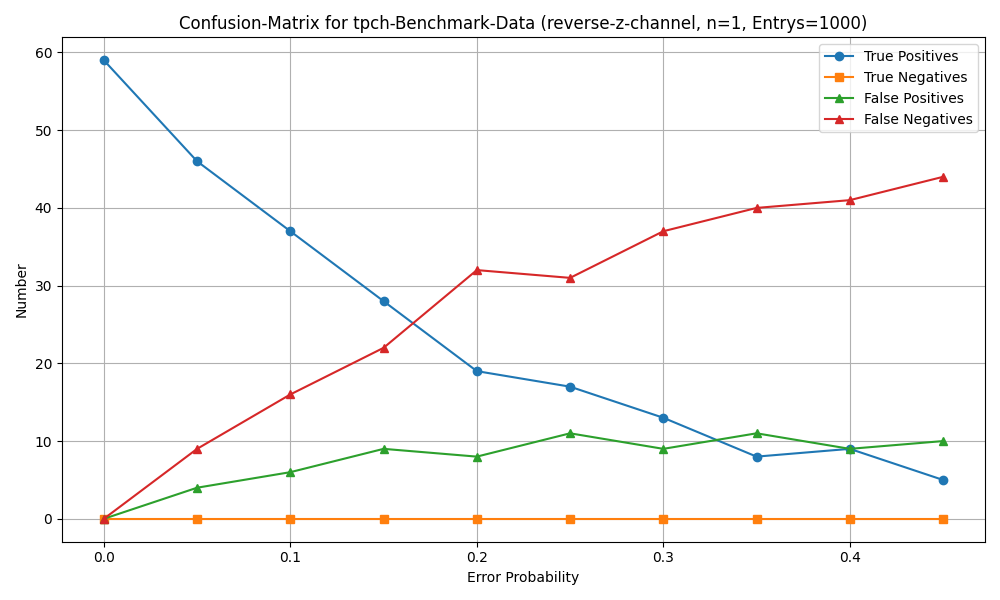 Confusion-Matrix for tpch-Benchmark-Data (reverse-z-channel, n=1, Entrys=1000)
True Positives
True Negatives
False Positives
False Negatives
60
50
40
30
20
10
0
Number
0.0 0.1 0.2 0.3 0.4
Error Probability